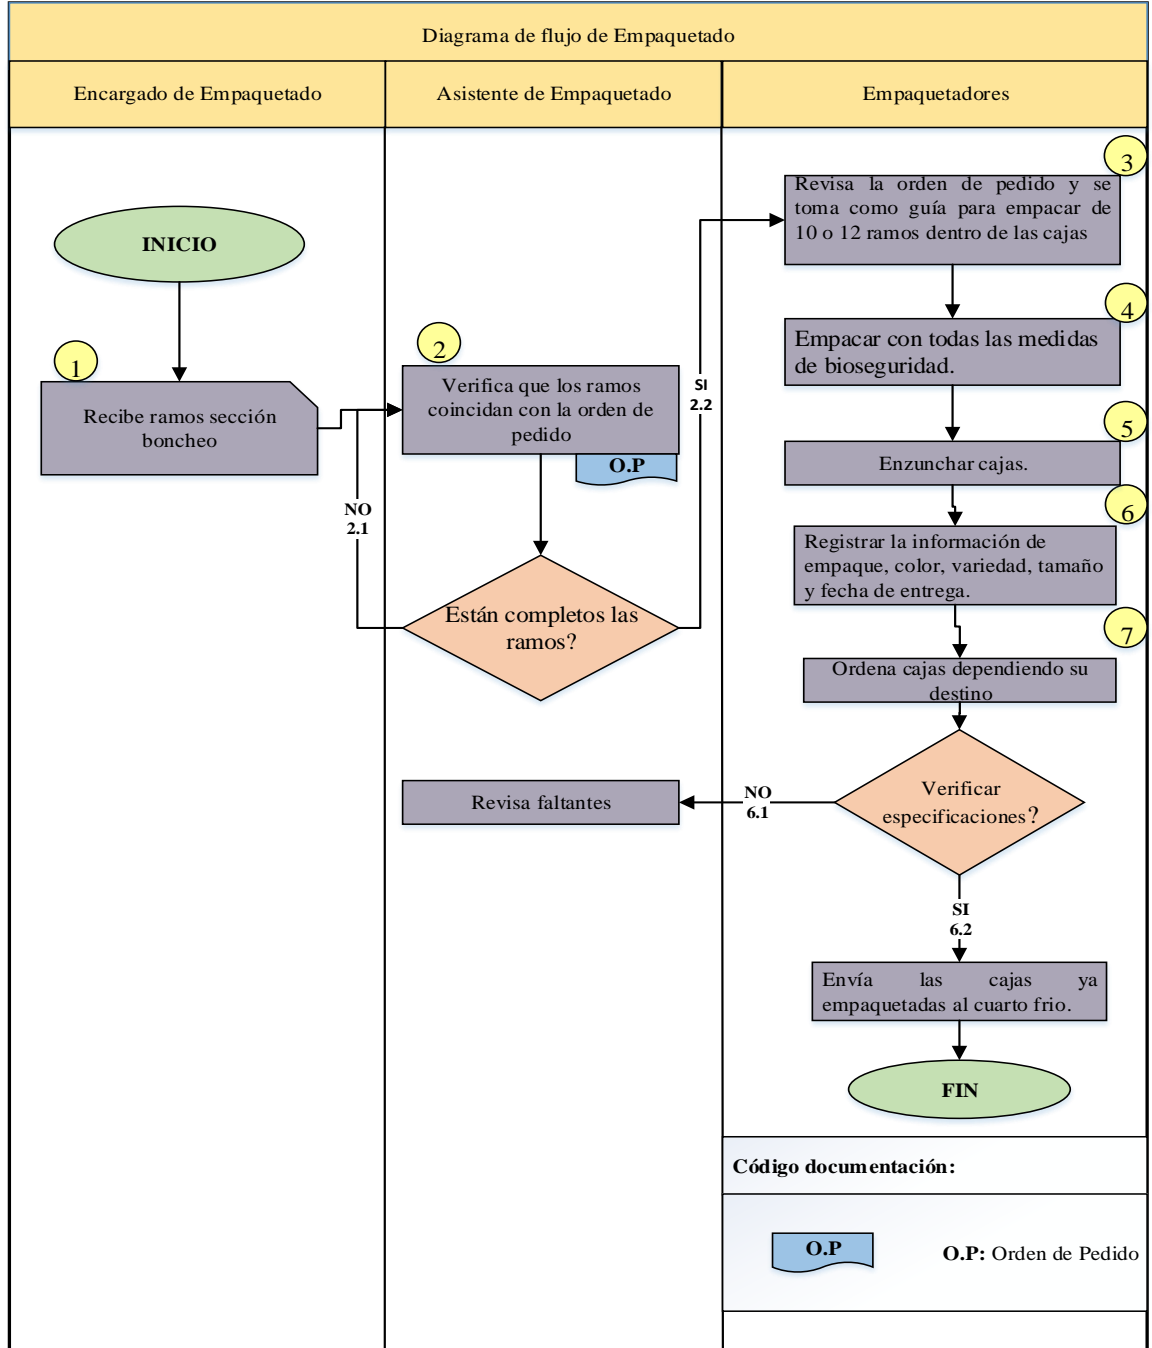 Diagrama de flujo de Empaquetado
Encargado de Empaquetado
Asistente de Empaquetado
Empaquetadores
INICIO
1
Recibe ramos sección
boncheo
2
Verifica que los ramos
coincidan con la orden de
pedido
O.P
NO
2.1
Están completos las
ramos?
SI
2.2
3
Revisa la orden de pedido y se
toma como guía para empacar de
10 o 12 ramos dentro de las cajas
4
Empacar con todas las medidas
de bioseguridad.
5
Enzunchar cajas.
6
Registrar la información de
empaque, color, variedad, tamaño
y fecha de entrega.
7
Ordena cajas dependiendo su
destino
Verificar
especificaciones?
NO
6.1
Revisa faltantes
SI
6.2
Envía las cajas ya
empaquetadas al cuarto frio.
FIN
Código documentación:
O.P
O.P: Orden de Pedido